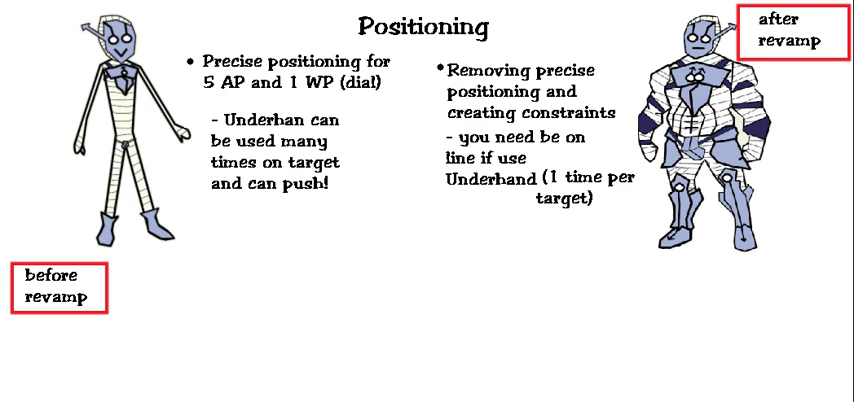 Positioning
• Precise positioning for
5 AP and 1 WP (dial)
- Underhan can
be used many
times on target
and can push!
before
revamp
• Removing precise
positioning and
creating constraints
- you need be on
line if use
Underhand (1 time per
target)
after
revamp